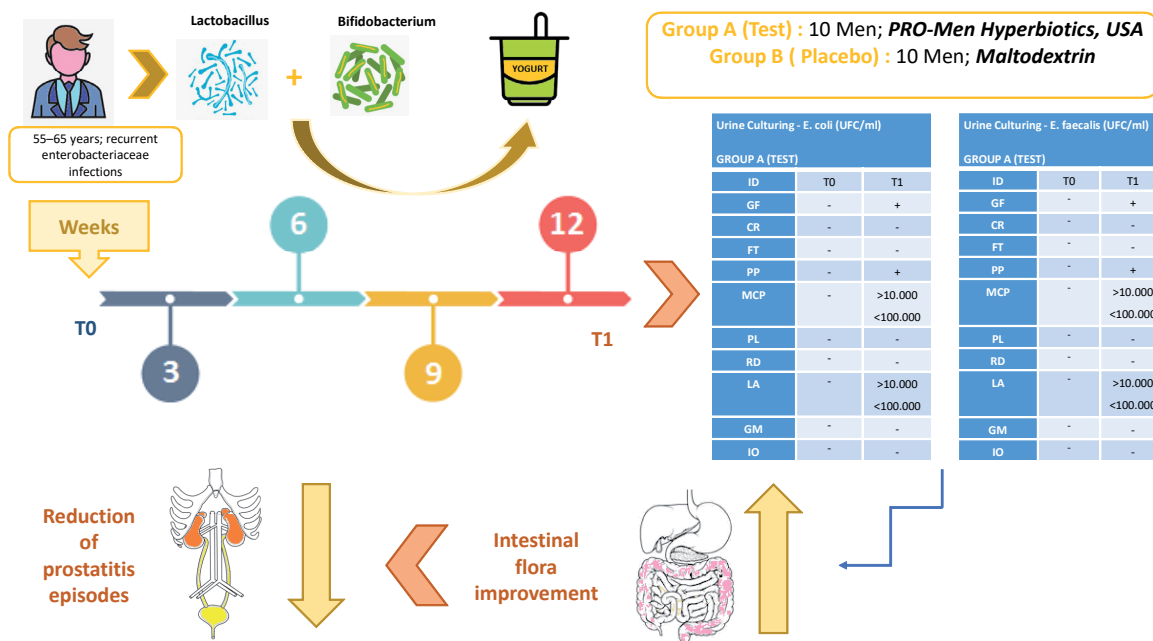 Lactobacillus
Bifidobacterium
+
YOGURT
55–65 years; recurrent
enterobacteriaceae
infections
Group A (Test) : 10 Men; PRO-Men Hyperbiotics, USA
Group B ( Placebo) : 10 Men; Maltodextrin
Weeks
T0
3
6
9
12
T1
Urine Culturing - E. coli (UFC/ml)
GROUP A (TEST)
ID T0 T1
GF - +
CR - -
FT - -
PP - +
MCP - >10.000
<100.000
PL - -
RD - -
LA - >10.000
<100.000
GM - -
IO - -
Urine Culturing - E. faecalis (UFC/ml)
GROUP A (TEST)
ID T0 T1
GF - +
CR - -
FT - -
PP - +
MCP - >10.000
<100.000
PL - -
RD - -
LA - >10.000
<100.000
GM - -
IO - -
Reduction
of
prostatitis
episodes
Intestinal
flora
improvement